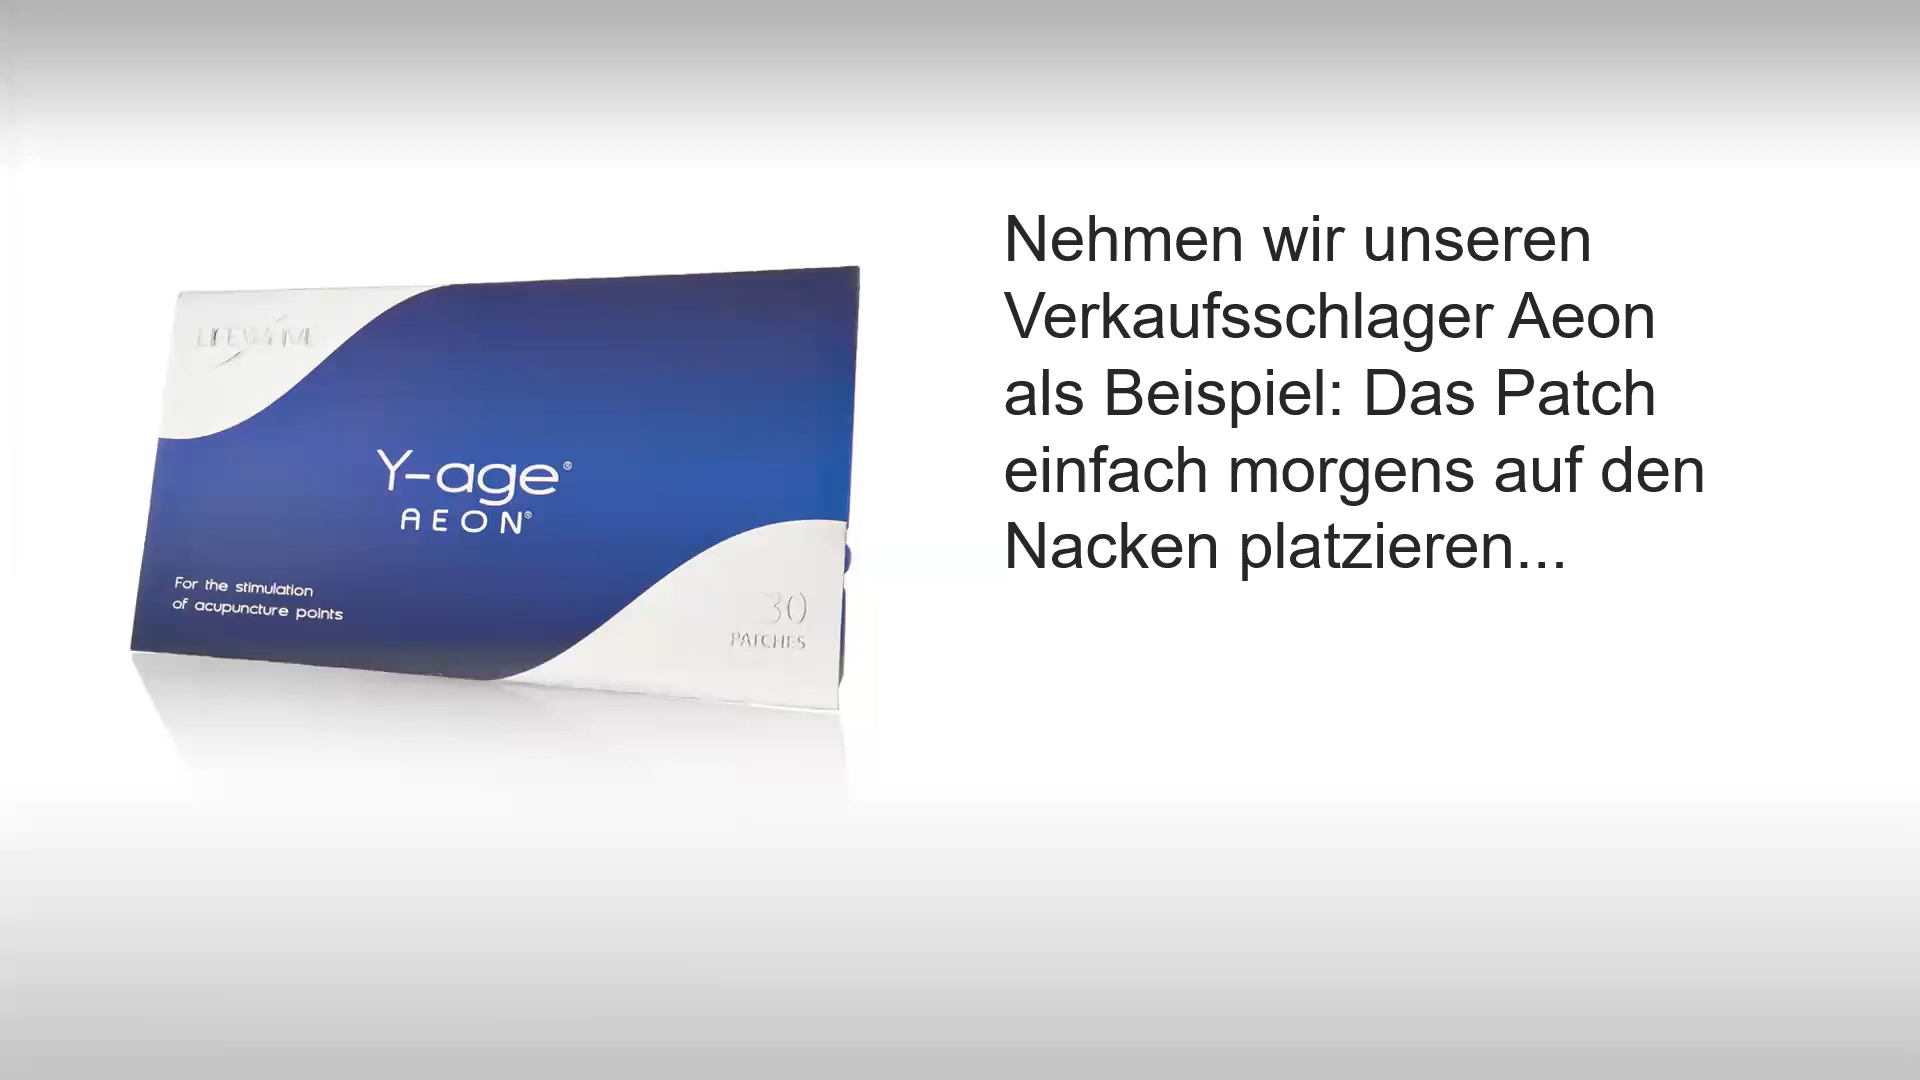 LIFEWAVE
Y-age®
AEON®
For the stimulation
of acupuncture points
30
PATCHES
Nehmen wir unseren
Verkaufsschlager Aeon
als Beispiel: Das Patch
einfach morgens auf den
Nacken platzieren...